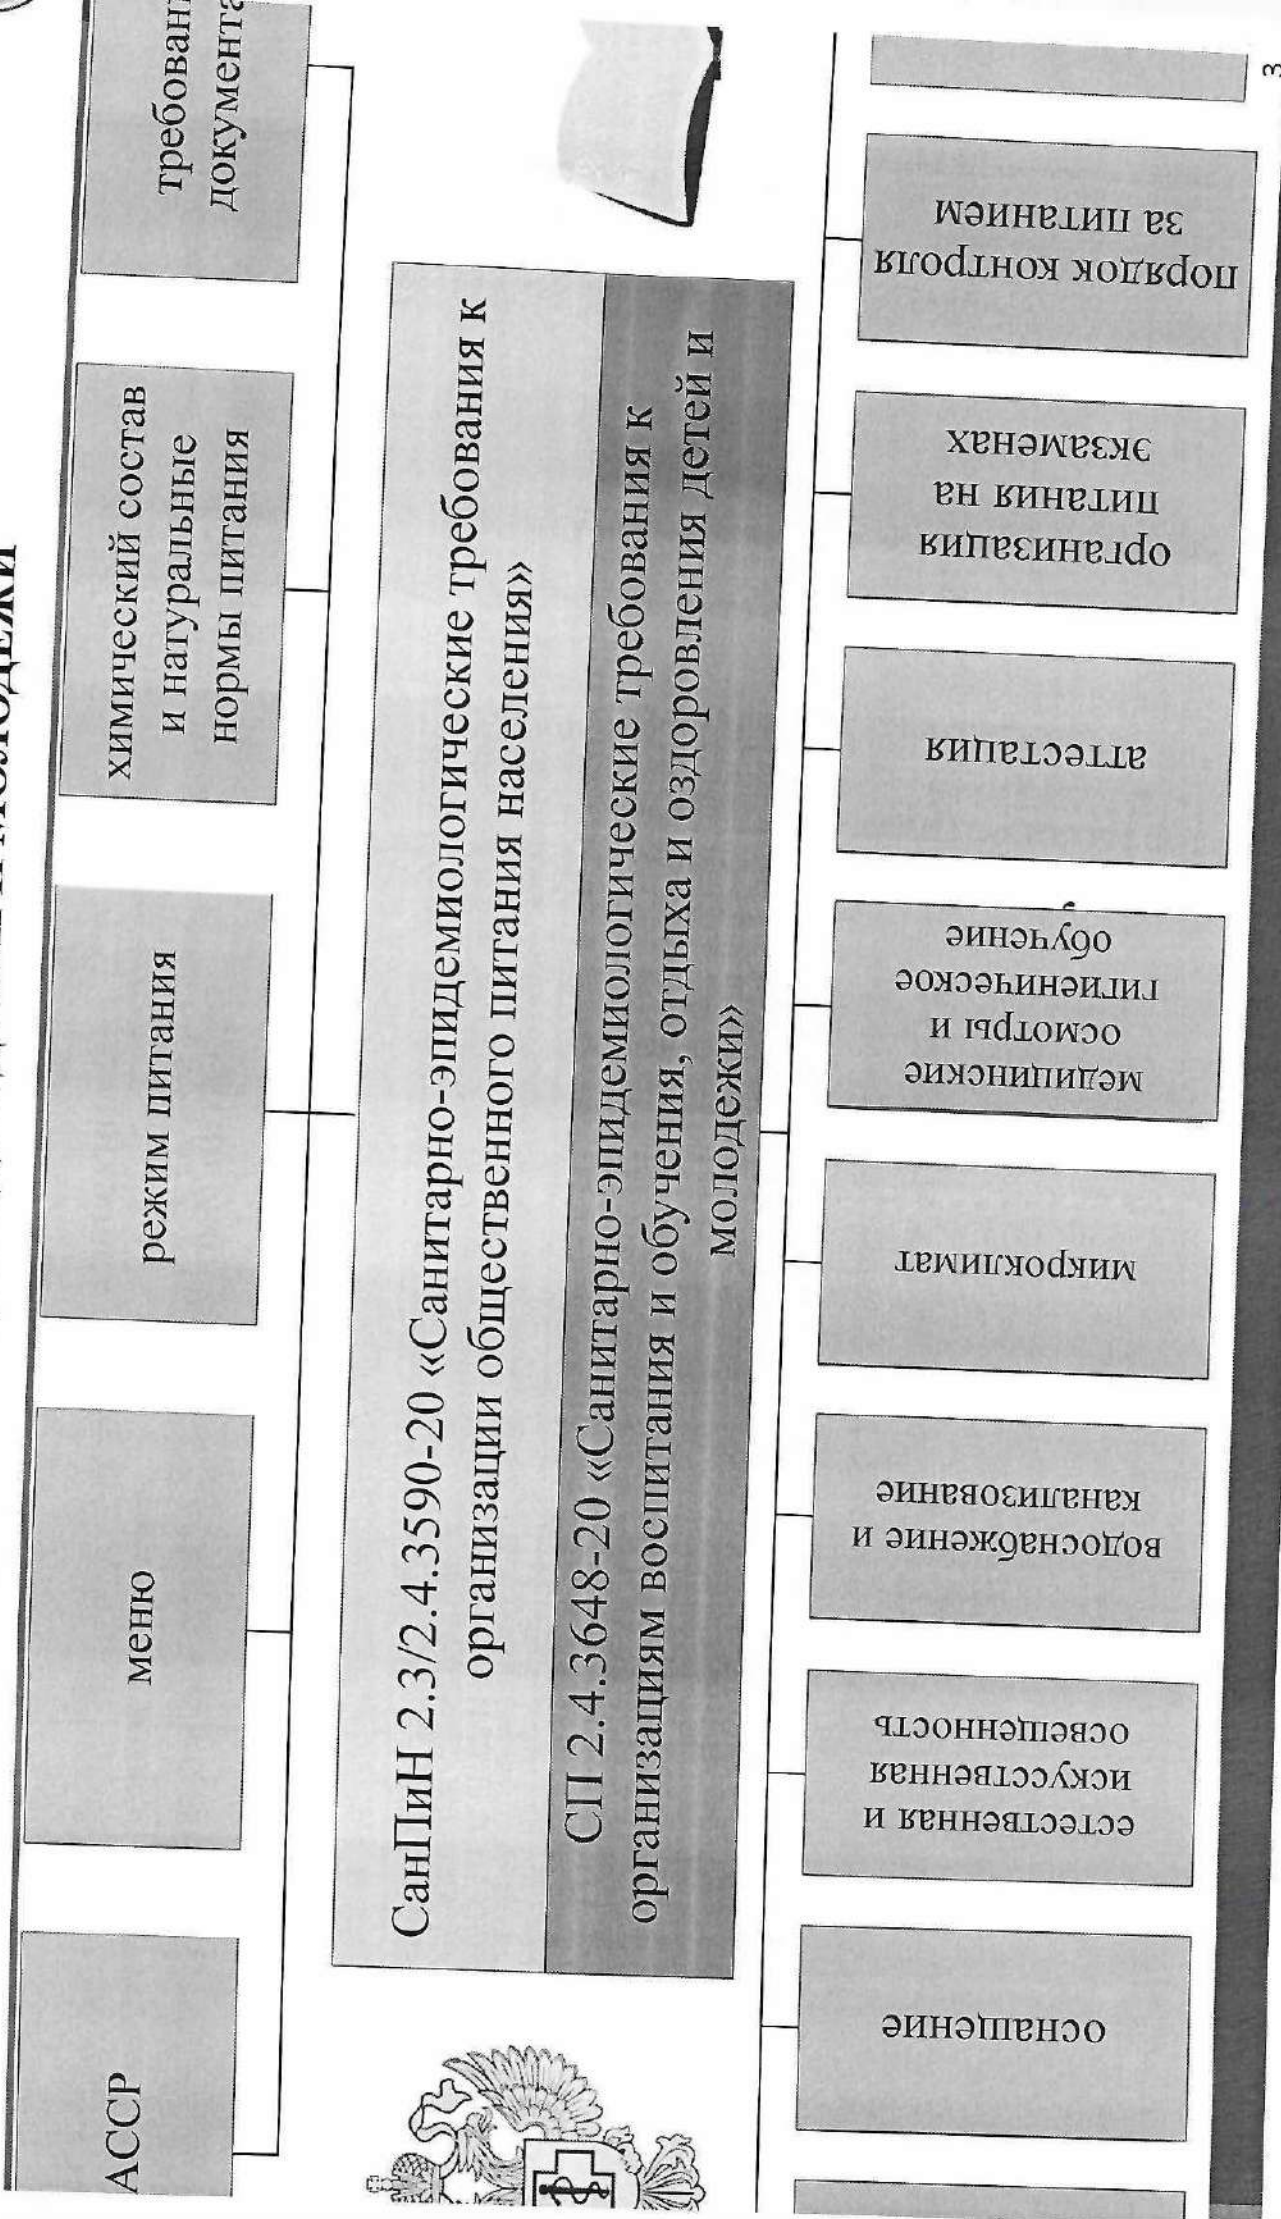 АССР
меню
режим питания
химический состав
и натуральные
нормы питания
СанПиН 2.3/2.4.3590-20 «Санитарно-эпидемиологические требования к
организации общественного питания населения»
СП 2.4.3648-20 «Санитарно-эпидемиологические требования к
организациям воспитания и обучения, отдыха и оздоровления детей и
молодежи»
оснащение
естественная и
искусственная
освещенность
водоснабжение и
канализование
микроклимат
медицинские
осмотры и
гигиеническое
обучение
аттестация
организация
питания на
экзаменах
порядок контроля
за питанием
3